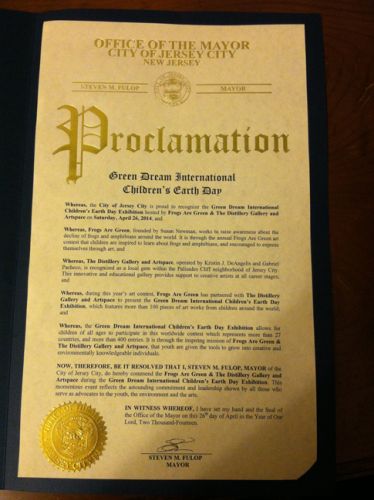 OFFICE OF THE MAYOR
CITY OF JERSEY CITY
NEW JERSEY
STEVEN M. FULOP MAYOR
Proclamation
Green Dream International
Children's Earth Day
Whereas, the City of Jersey City is proud to recognize the Green Dream International
Children's Earth Day Exhibition hosted by Frogs Are Green & The Distillery Gallery and
Artspace on Saturday, April 26, 2014; and
Whereas, Frogs Are Green, founded by Susan Newman, works to raise awareness about the
decline of frogs and amphibians around the world. It is through the annual Frogs Are Green art
contest that children are inspired to learn about frogs and amphibians, and encouraged to express
themselves through art; and
Whereas, The Distillery Gallery and Artspace, operated by Kristin J. DeAngelis and Gabriel
Pacheco, is recognized as a local gem within the Palisades Cliff neighborhood of Jersey City.
Their innovative and educational gallery provides support to creative artists at all career stages;
and
Whereas, during this year's art contest, Frogs Are Green has partnered with The Distillery
Gallery and Artspace to present the Green Dream International Children's Earth Day
Exhibition, which features more than 100 pieces of art works from children around the world;
and
Whereas, the Green Dream International Children's Earth Day Exhibition allows for
children of all ages to participate in this worldwide contest which represents more than 27
countries, and more than 400 entries. It is through the inspiring mission of Frogs Are Green &
The Distillery Gallery and Artspace, that youth are given the tools to grow into creative and
environmentally knowledgeable individuals.
NOW, THEREFORE, BE IT RESOLVED THAT I, STEVEN M. FULOP, MAYOR of the
City of Jersey City, do hereby commend the Frogs Are Green & The Distillery Gallery and
Artspace during the Green Dream International Children's Earth Day Exhibition. This
momentous event reflects the astounding commitment and leadership shown by all those who
serve as advocates to the youth, the environment and the arts.
IN WITNESS WHEREOF, I have set my hand and the Seal of
the Office of the Mayor on this 26th day of April in the Year of Our
Lord, Two Thousand-Fourteen.
STEVEN M. FULOP
MAYOR